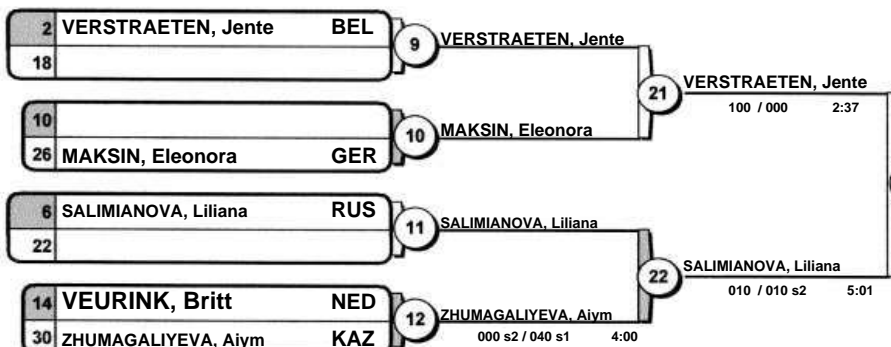 2 VERSTRAETEN, Jente BEL
18
9 VERSTRAETEN, Jente
10
26 MAKSIN, Eleonora GER
10 MAKSIN, Eleonora
21 VERSTRAETEN, Jente
100 / 000 2:37
6 SALIMIANOVA, Liliana RUS
22
11 SALIMIANOVA, Liliana
14 VEURINK, Britt NED
30 ZHUMAGALIYEVA, Aiym KAZ
12 ZHUMAGALIYEVA, Aiym
000 s2 / 040 s1 4:00
22 SALIMIANOVA, Liliana
010 / 010 s2 5:01